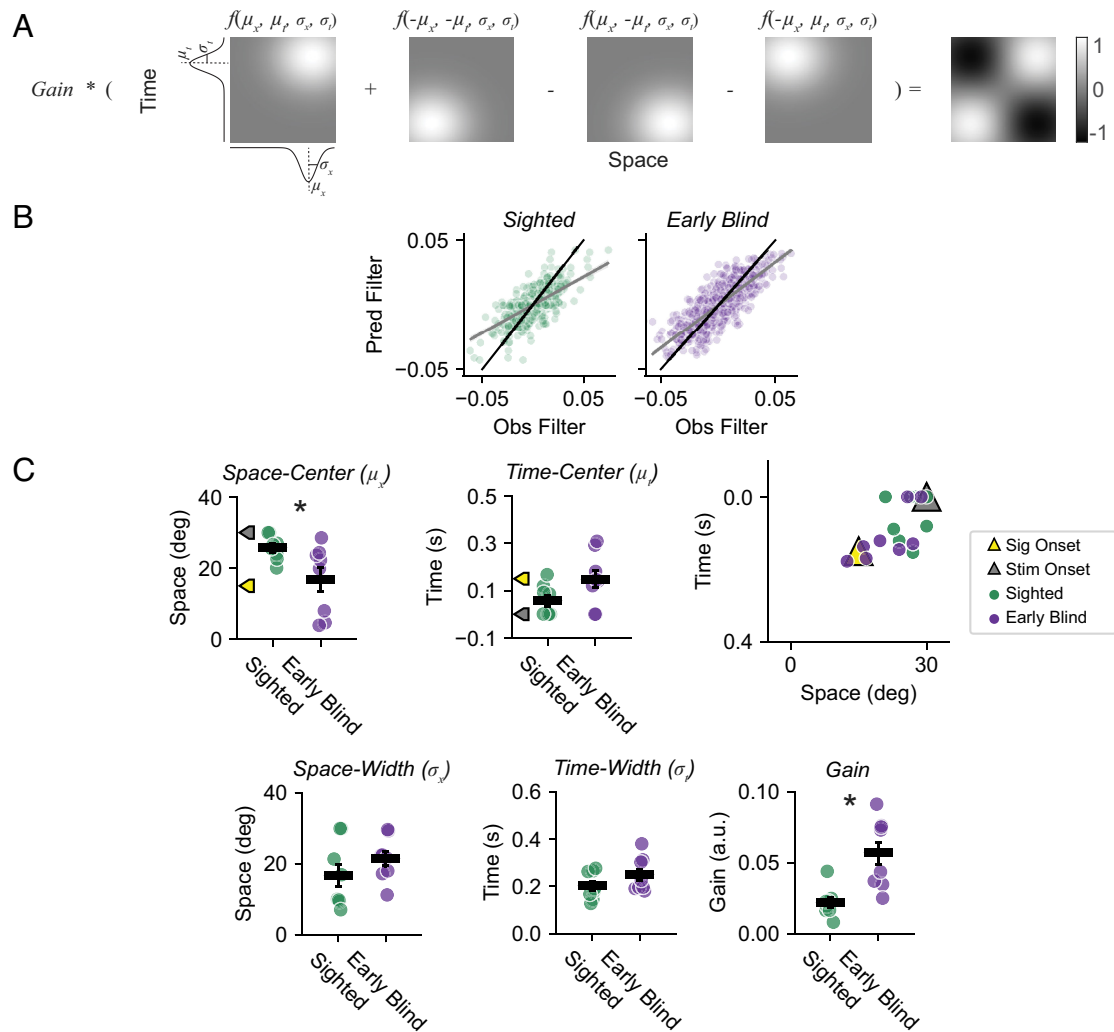 A
f(μx, μt, σx, σt) f(-μx, -μt, σx, σt) f(μx, -μt, σx, σt) f(-μx, μt, σx, σt)
Gain * ( Time μt σt + - - ) = 1 0 -1
σx
μx
Space
B
Sighted Early Blind
Pred Filter
0.05
−0.05
−0.05 0.05 −0.05 0.05
Obs Filter Obs Filter
C
Space-Center (μx)
Space (deg)
40
20
0
*
Sighted Early Blind
Time-Center (μt)
Time (s)
0.5
0.3
0.1
−0.1
Sighted Early Blind
Time (s)
0.0
0.4
0 30
Space (deg)
Sig Onset
Stim Onset
Sighted
Early Blind
Space-Width (σx)
Space (deg)
40
20
0
Sighted Early Blind
Time-Width (σt)
Time (s)
0.6
0.4
0.2
0.0
Sighted Early Blind
Gain
Gain (a.u.)
0.10
0.05
0.00
*
Sighted Early Blind